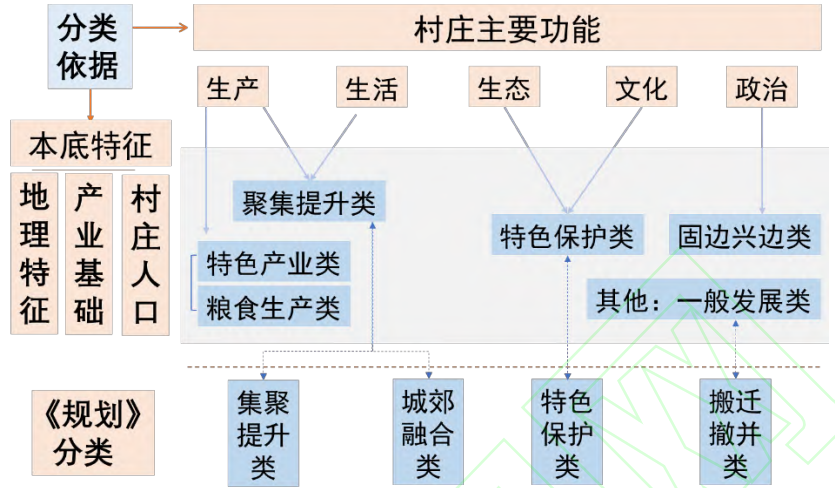 分类
依据
村庄主要功能
生产
生活
生态
文化
政治
本底特征
地理特征
产业基础
村庄人口
聚集提升类
特色保护类
固边兴边类
特色产业类
粮食生产类
其他：一般发展类
《规划》
分类
集聚
提升
类
城郊
融合
类
特色
保护
类
搬迁
撤并
类